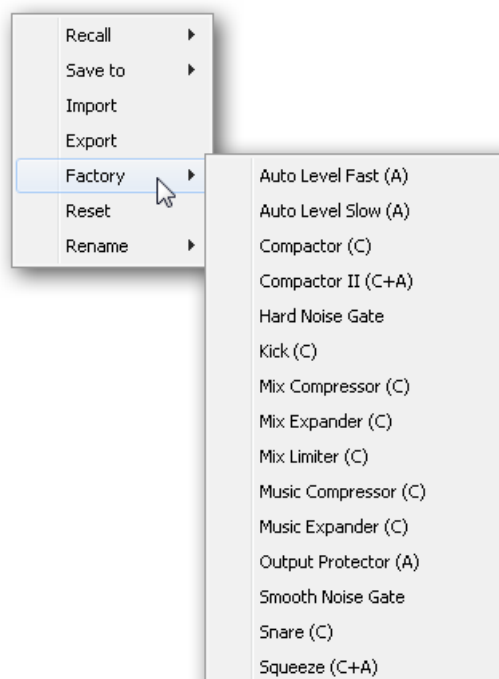 Recall
Save to
Import
Export
Factory
Reset
Rename
Auto Level Fast (A)
Auto Level Slow (A)
Compactor (C)
Compactor II (C+A)
Hard Noise Gate
Kick (C)
Mix Compressor (C)
Mix Expander (C)
Mix Limiter (C)
Music Compressor (C)
Music Expander (C)
Output Protector (A)
Smooth Noise Gate
Snare (C)
Squeeze (C+A)